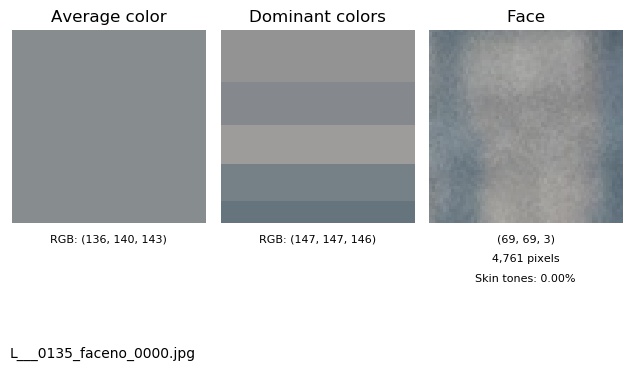 Average color
Dominant colors
Face
RGB: (136, 140, 143)
RGB: (147, 147, 146)
(69, 69, 3)
4,761 pixels
Skin tones: 0.00%
L___0135_faceno_0000.jpg